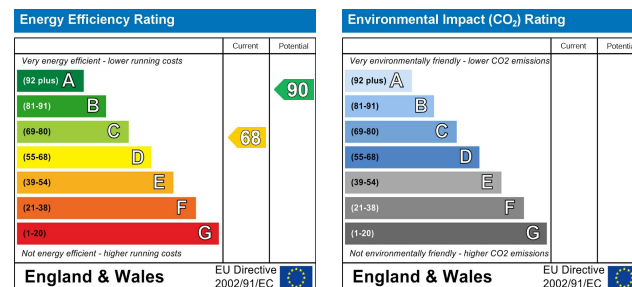 Energy Efficiency Rating
Current Potential
Very energy efficient - lower running costs
(92 plus) A
90
(81-91) B
(69-80) C
68
(55-68) D
(39-54) E
(21-38) F
(1-20) G
Not energy efficient - higher running costs
England & Wales
EU Directive
2002/91/EC
Environmental Impact (CO2) Rating
Current Potential
Very environmentally friendly - lower CO2 emissions
(92 plus) A
(81-91) B
(69-80) C
(55-68) D
(39-54) E
(21-38) F
(1-20) G
Not environmentally friendly - higher CO2 emissions
England & Wales
EU Directive
2002/91/EC